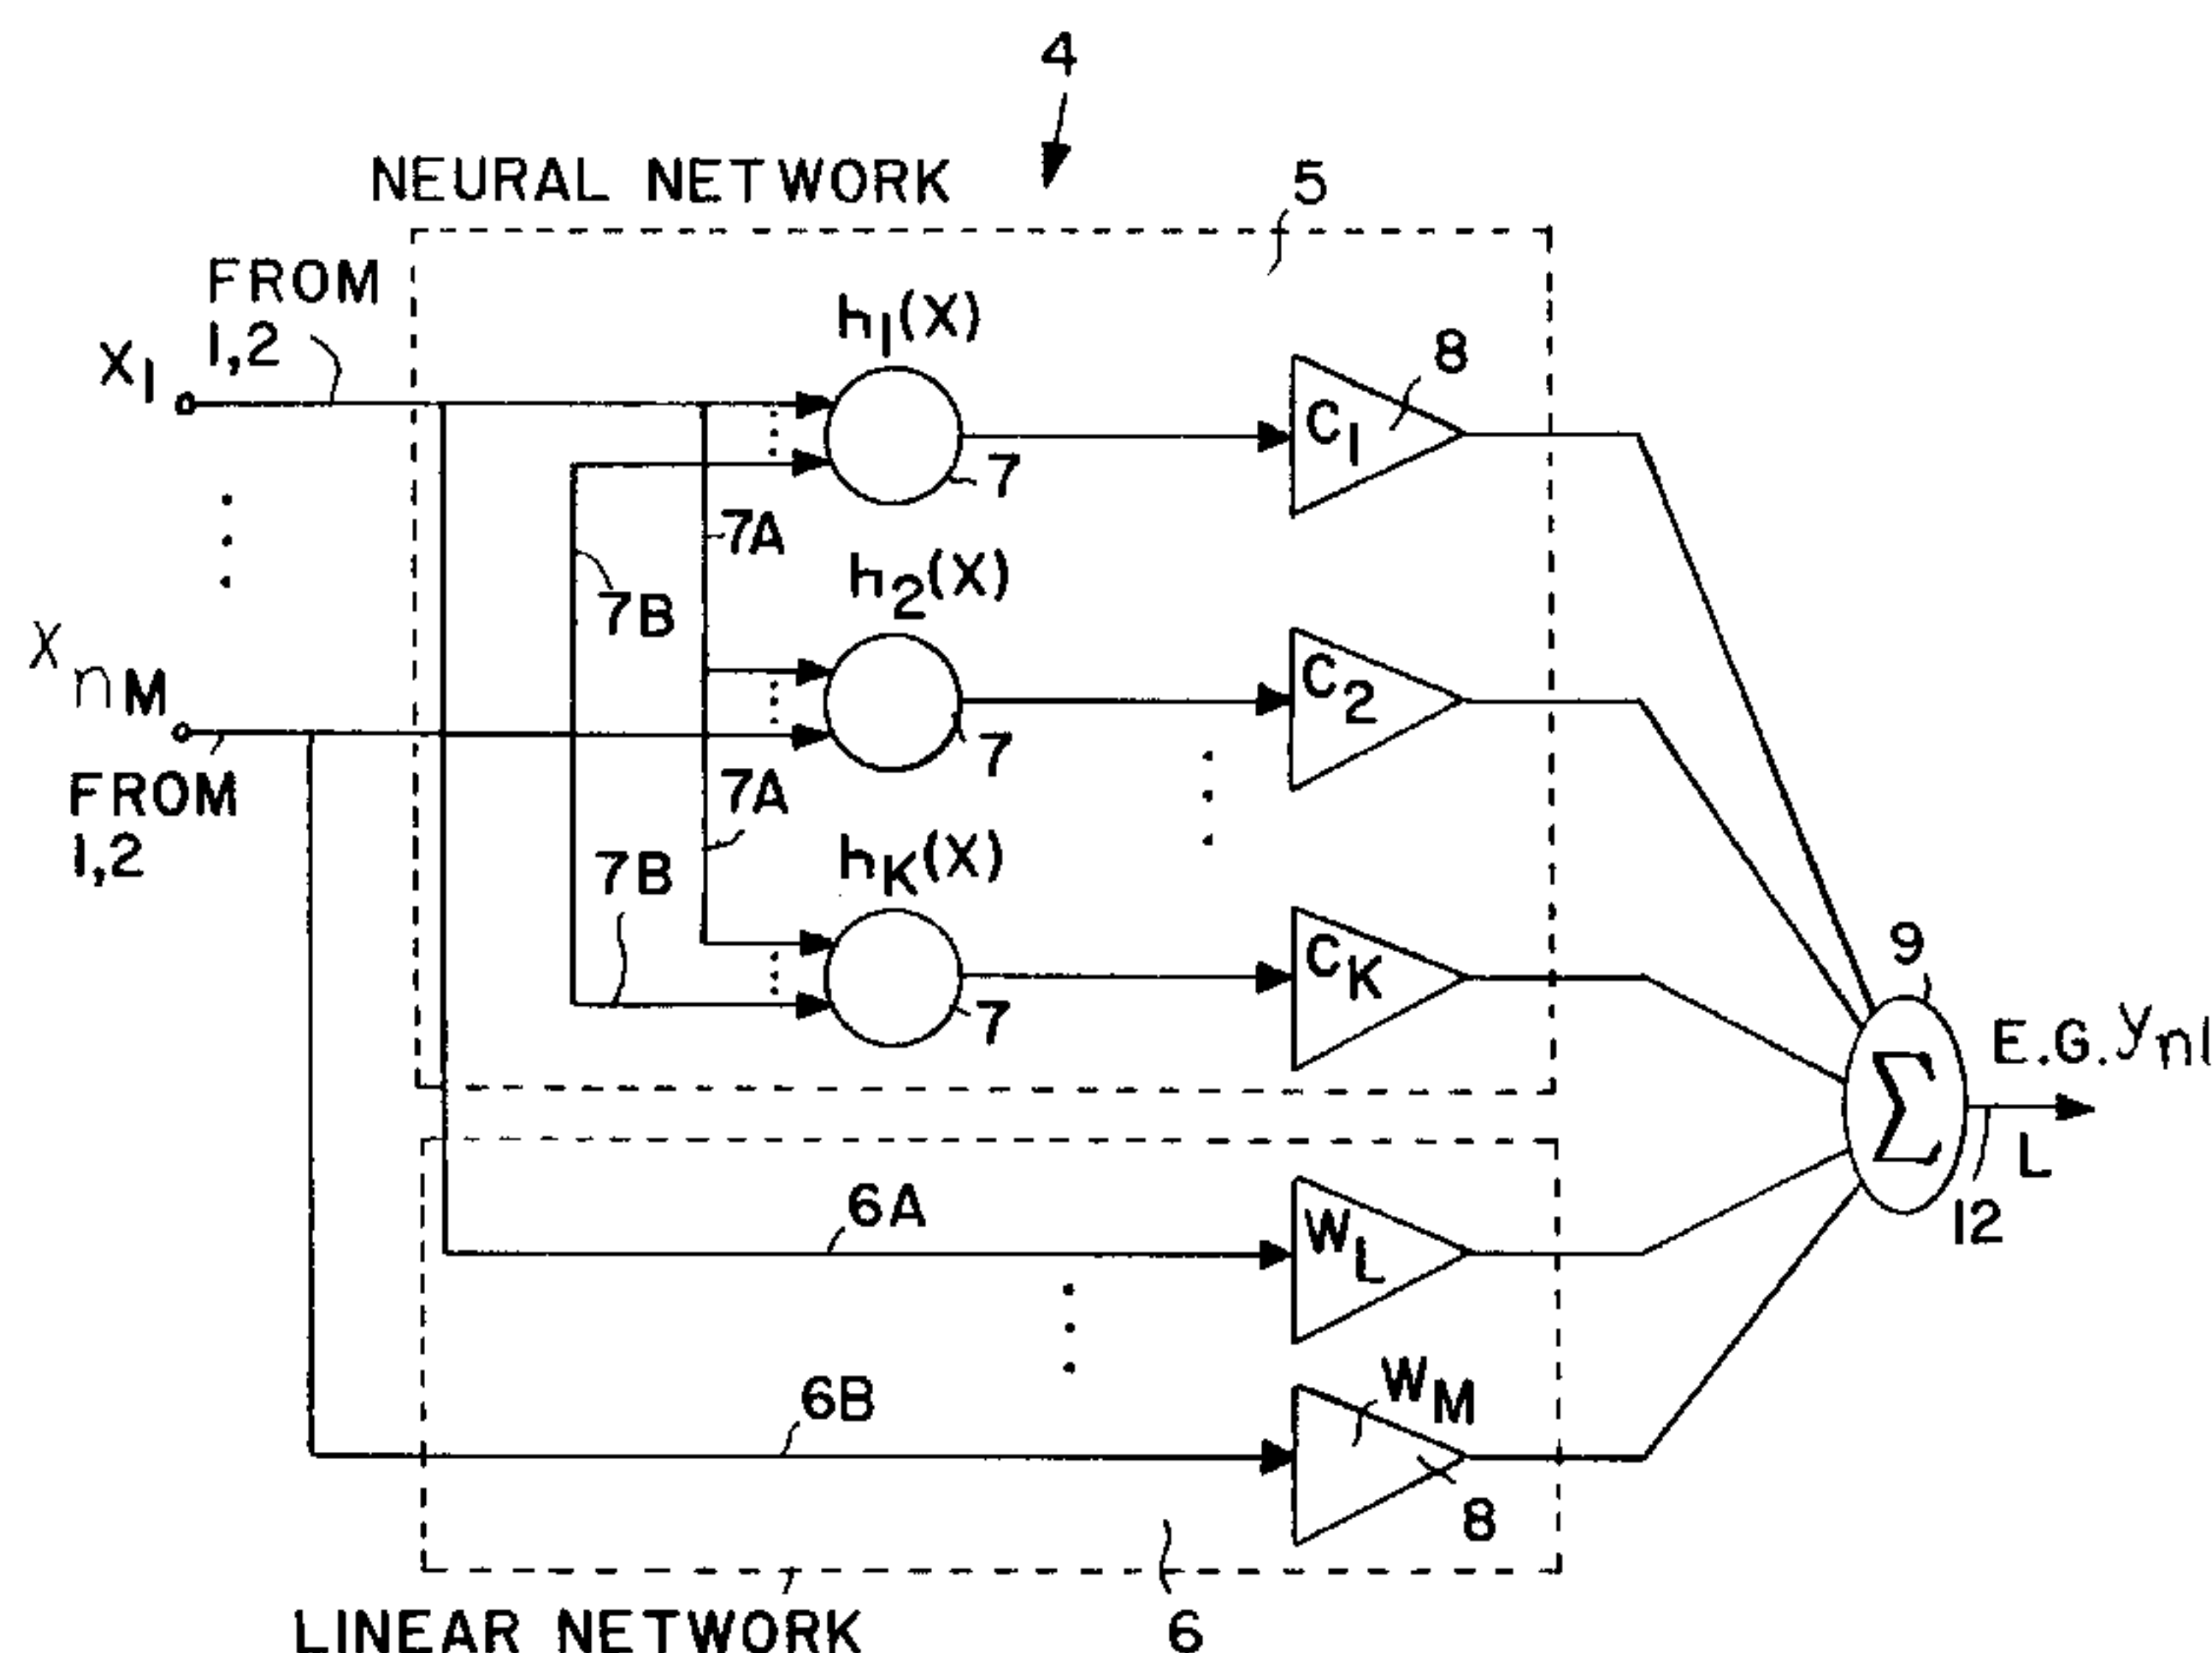 4
NEURAL NETWORK
5
FROM
1,2
X1
h1(X)
C1
8
7
7A
7B
h2(X)
XnM
C2
7
FROM
1,2
7A
7B
hK(X)
CK
7
9
Σ
E.G. ynl
L
12
6A
WL
6B
WM
8
LINEAR NETWORK
6